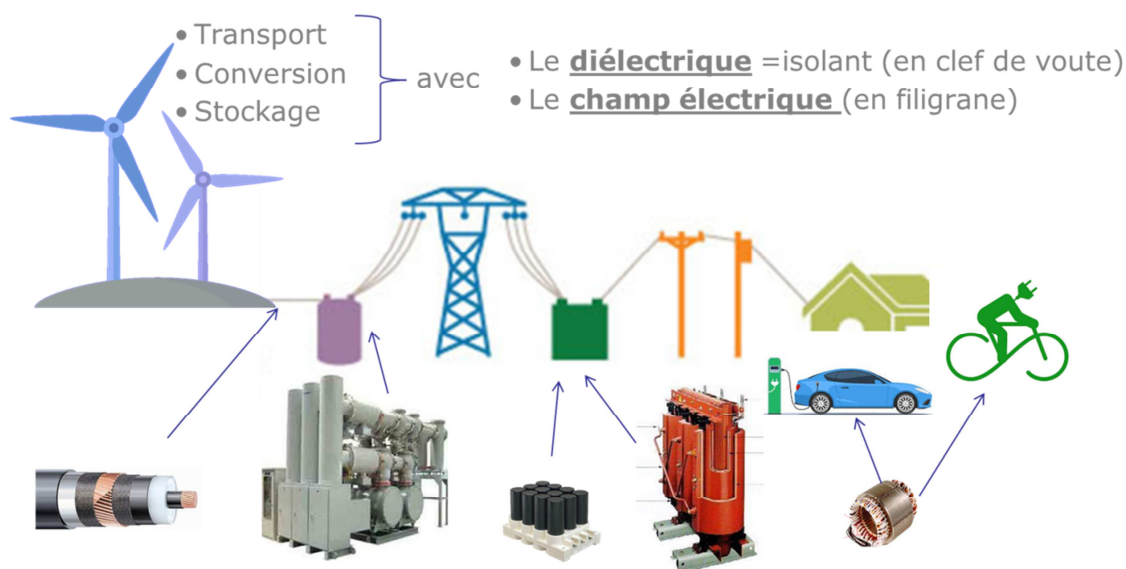 • Transport
• Conversion
• Stockage
avec
• Le diélectrique =isolant (en clef de voute)
• Le champ électrique (en filigrane)